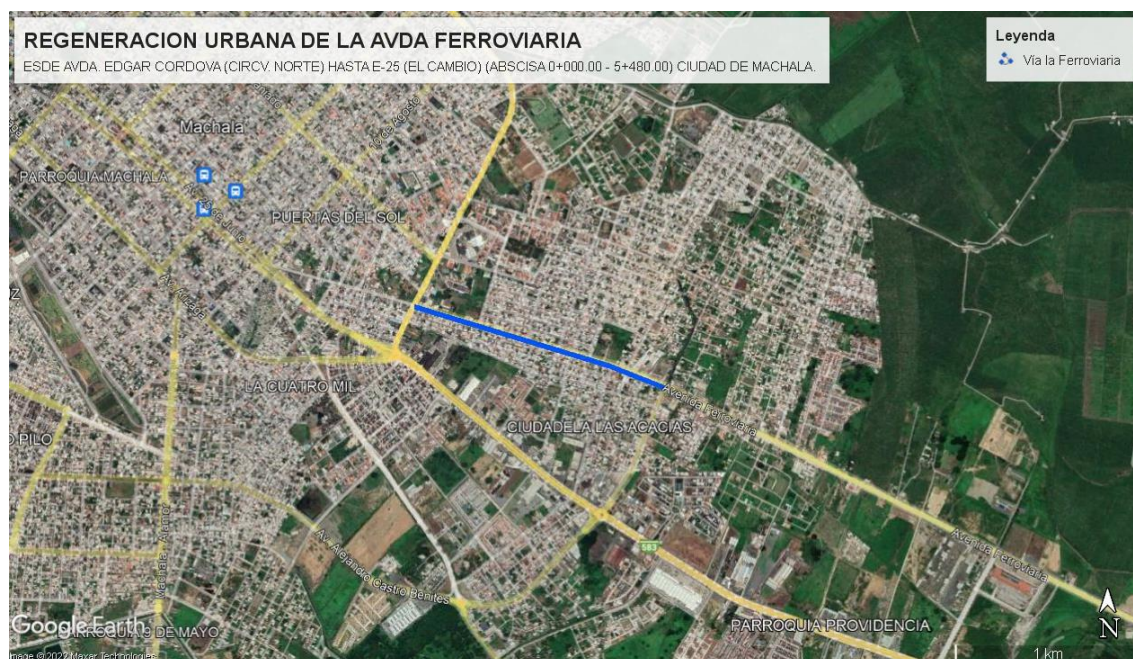 REGENERACION URBANA DE LA AVDA FERROVIARIA
ESDE AVDA. EDGAR CORDOVA (CIRCV. NORTE) HASTA E-25 (EL CAMBIO) (ABSCISA 0+000.00 - 5+480.00) CIUDAD DE MACHALA.
Leyenda
Vía la Ferroviaria
Machala
de Agosto
PARROQUIA MACHALA
PUERTAS DEL SOL
OZ
LA CUATRO MIL
Avenida Ferroviaria
CIUDADELA LAS ACACIAS
O PILO
Avenida Ferroviaria
583
Av. Alejandro Castro Benites
Google Earth
PARROQUIA 9 DE MAYO
PARROQUIA PROVIDENCIA
N
Image © 2022 Maxar Technologies
1 km